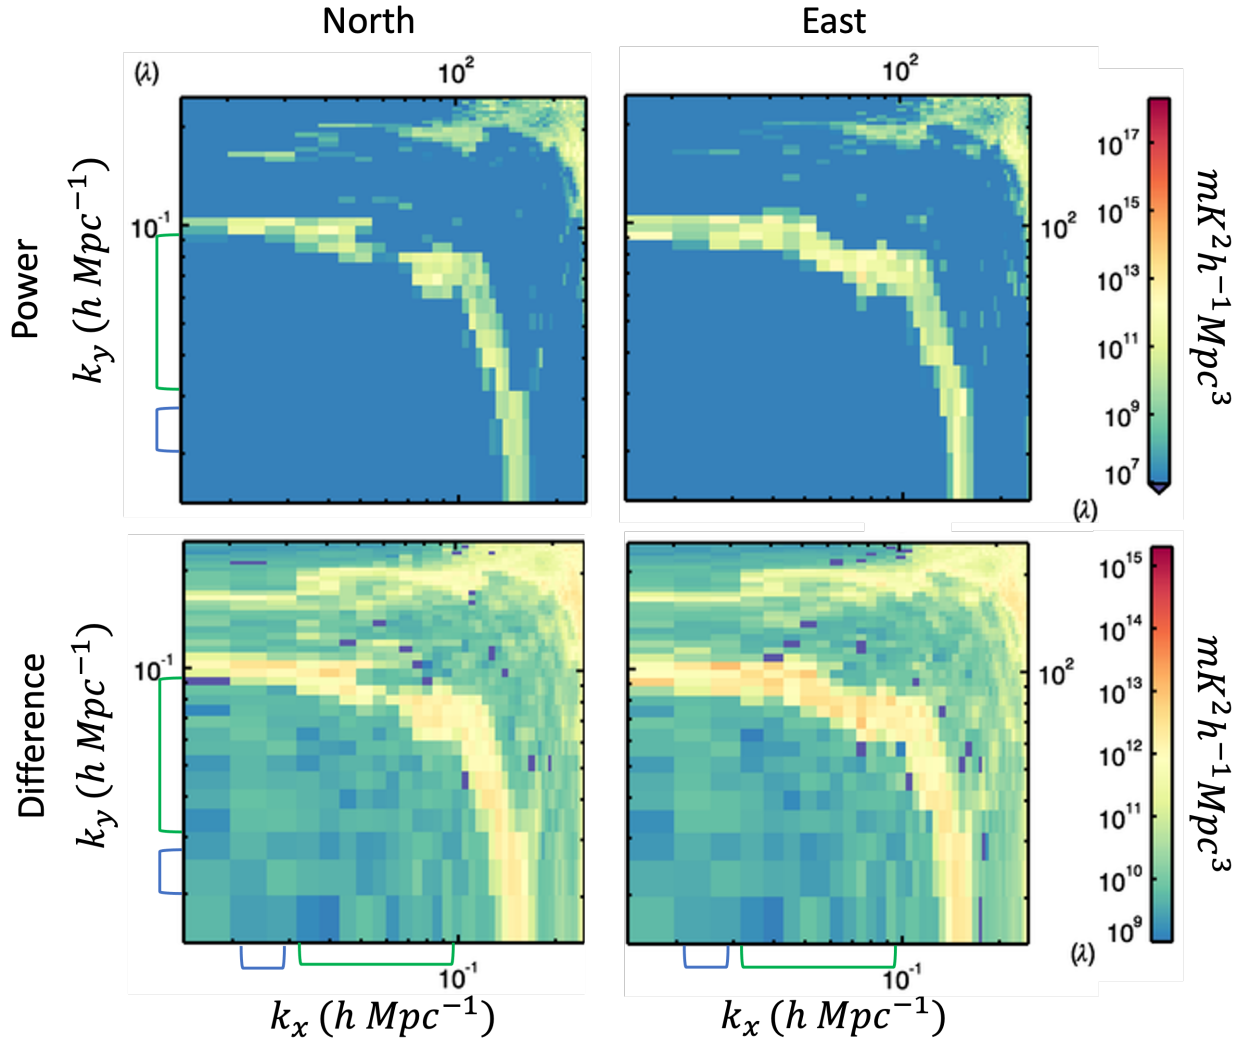 North East
(λ) 10² 10²
Power
k_y (h Mpc⁻¹)
10⁻¹
10²
(λ)
10¹⁷
10¹⁵
10¹³
10¹¹
10⁹
10⁷
mK²h⁻¹Mpc³
Difference
k_y (h Mpc⁻¹)
10⁻¹
10²
(λ)
10¹⁵
10¹⁴
10¹³
10¹²
10¹¹
10¹⁰
10⁹
mK²h⁻¹Mpc³
10⁻¹ 10⁻¹
k_x (h Mpc⁻¹) k_x (h Mpc⁻¹)